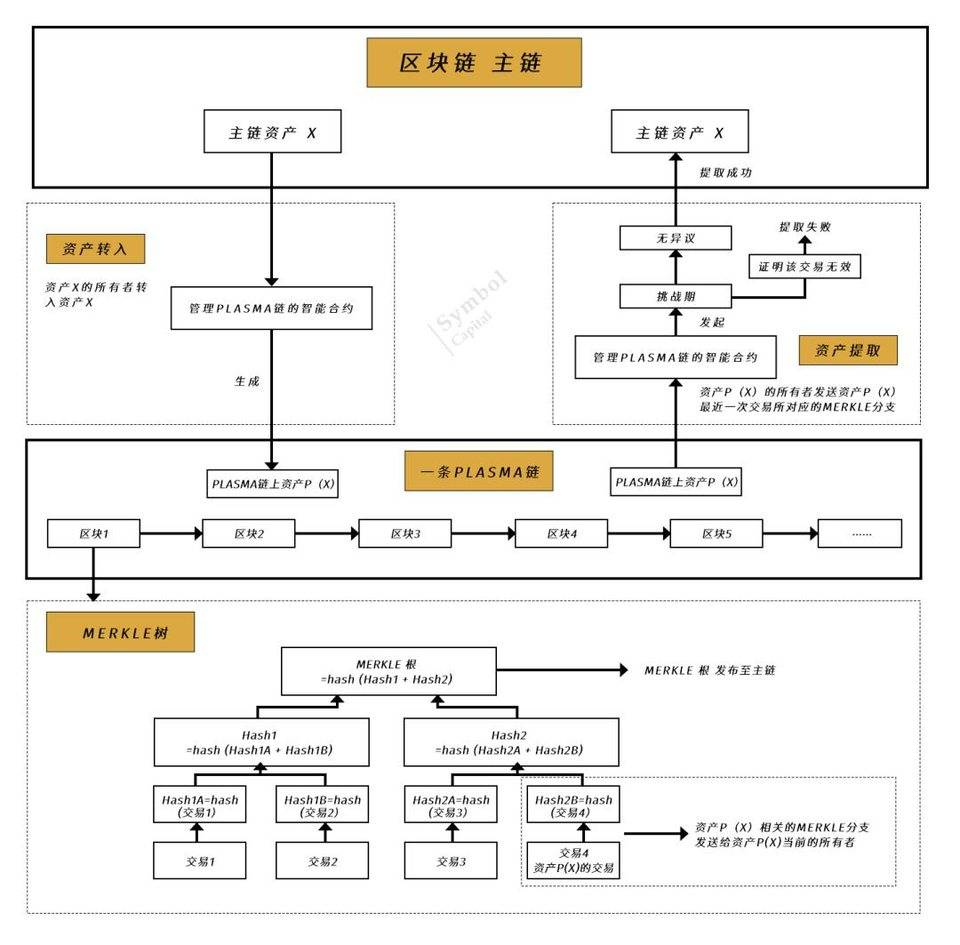 区块链 主链
主链资产 X
主链资产 X
提取成功
资产转入
资产X的所有者转
入资产X
管理PLASMA链的智能合约
生成
Symbol
Capital
无异议
提取失败
证明该交易无效
挑战期
发起
管理PLASMA链的智能合约
资产提取
资产P（X）的所有者发送资产P（X）
最近一次交易所对应的MERKLE分支
一条PLASMA链
PLASMA链上资产P（X）
PLASMA链上资产P（X）
区块1
区块2
区块3
区块4
区块5
......
MERKLE树
MERKLE 根
=hash (Hash1 + Hash2)
MERKLE 根 发布至主链
Hash1
=hash (Hash1A + Hash1B)
Hash2
=hash (Hash2A + Hash2B)
Hash1A=hash
(交易1)
Hash1B=hash
(交易2)
Hash2A=hash
(交易3)
Hash2B=hash
(交易4)
资产P（X）相关的MERKLE分支
发送给资产P(X)当前的所有者
交易1
交易2
交易3
交易4
资产P(X)的交易